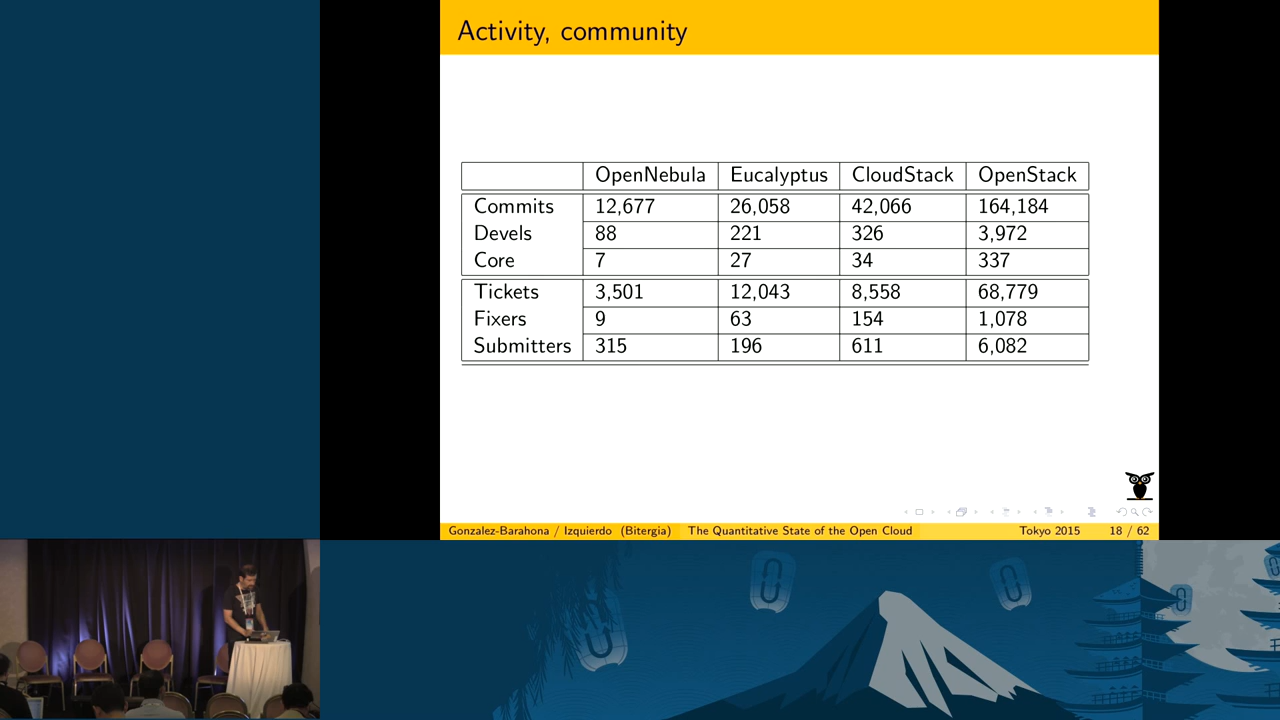 Activity, community
OpenNebula Eucalyptus CloudStack OpenStack
Commits 12,677 26,058 42,066 164,184
Devels 88 221 326 3,972
Core 7 27 34 337
Tickets 3,501 12,043 8,558 68,779
Fixers 9 63 154 1,078
Submitters 315 196 611 6,082
Gonzalez-Barahona / Izquierdo (Bitergia) The Quantitative State of the Open Cloud Tokyo 2015 18 / 62